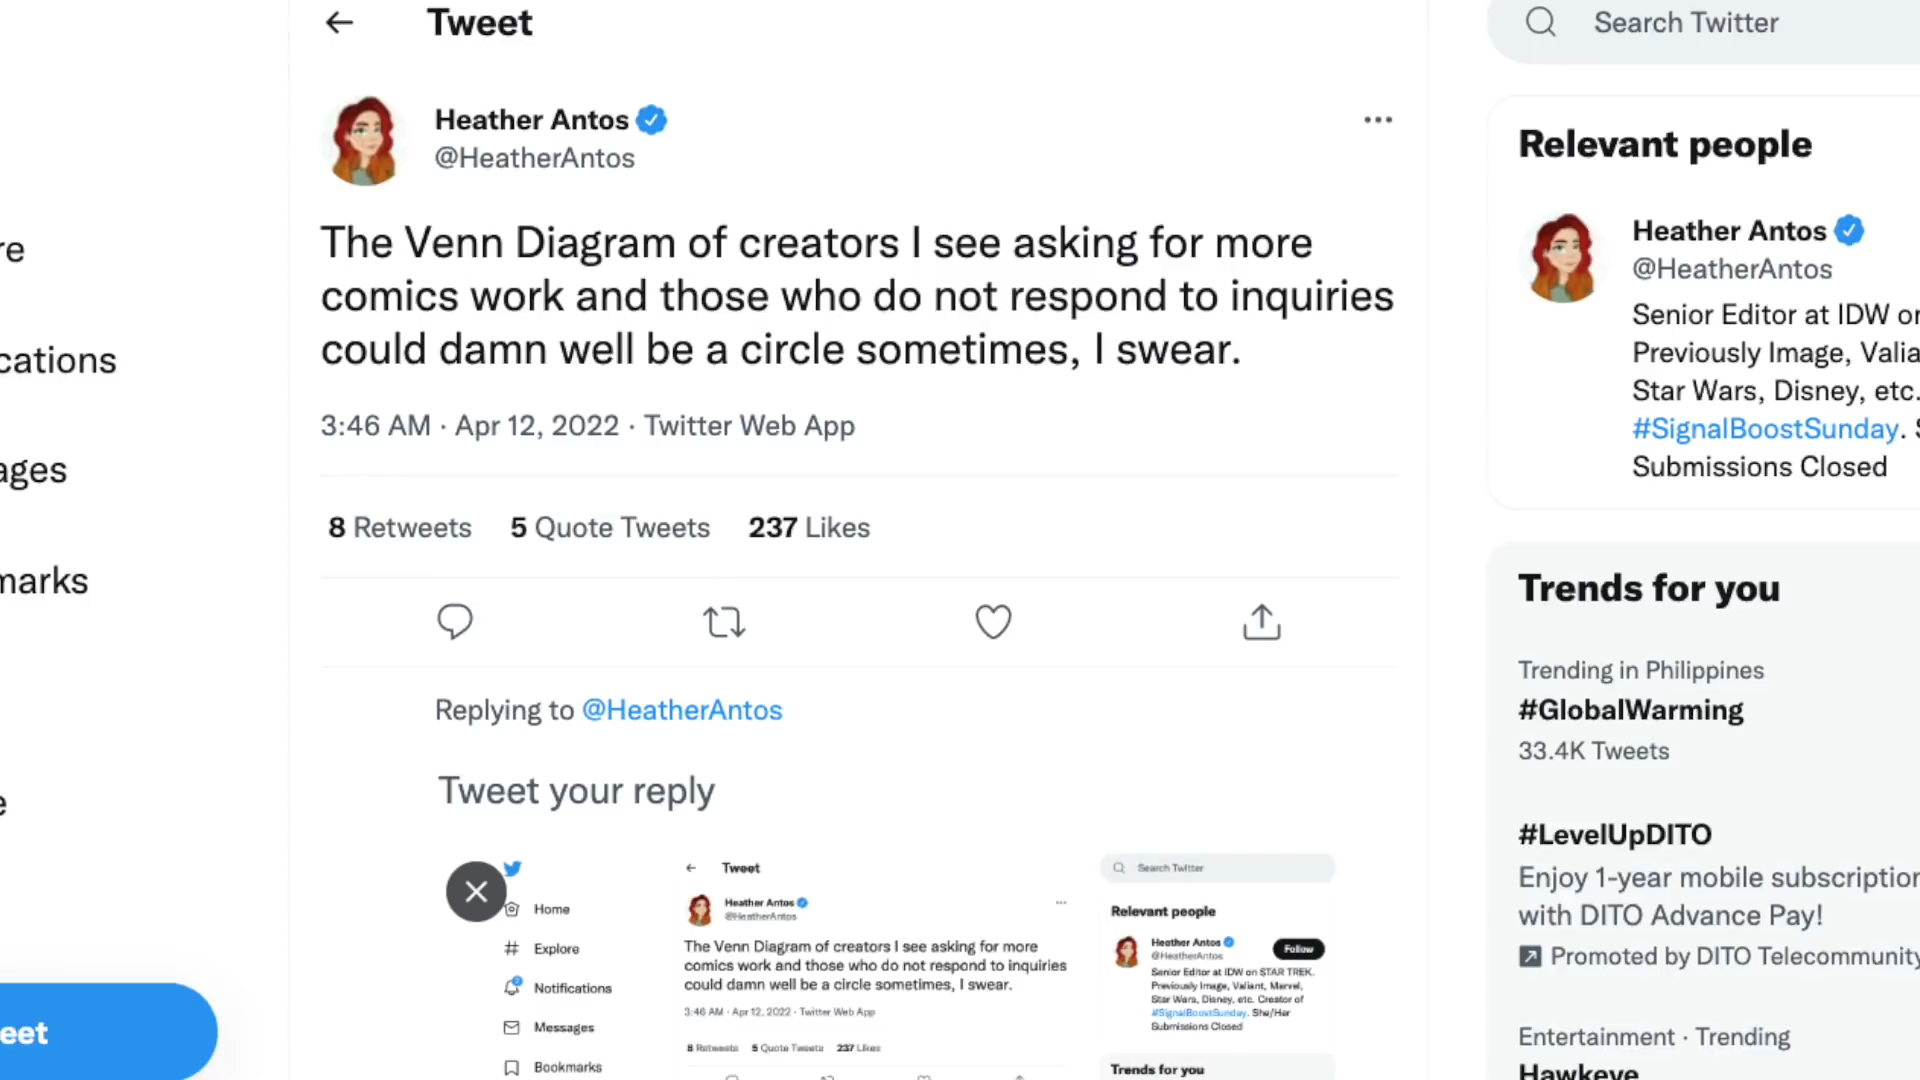 Tweet
Search Twitter
Heather Antos
@HeatherAntos
The Venn Diagram of creators I see asking for more
comics work and those who do not respond to inquiries
could damn well be a circle sometimes, I swear.
3:46 AM · Apr 12, 2022 · Twitter Web App
8 Retweets 5 Quote Tweets 237 Likes
Replying to @HeatherAntos
Tweet your reply
re
cations
ages
marks
e
eet
Relevant people
Heather Antos
@HeatherAntos
Senior Editor at IDW or
Previously Image, Valia
Star Wars, Disney, etc.
#SignalBoostSunday. S
Submissions Closed
Trends for you
Trending in Philippines
#GlobalWarming
33.4K Tweets
#LevelUpDITO
Enjoy 1-year mobile subscription
with DITO Advance Pay!
Promoted by DITO Telecommunity
Entertainment · Trending
Hawkeye
Home
Explore
Notifications
Messages
Bookmarks
Tweet
Heather Antos
@HeatherAntos
The Venn Diagram of creators I see asking for more
comics work and those who do not respond to inquiries
could damn well be a circle sometimes, I swear.
3:46 AM · Apr 12, 2022 · Twitter Web App
8 Retweets 5 Quote Tweets 237 Likes
Search Twitter
Relevant people
Heather Antos
@HeatherAntos
Follow
Senior Editor at IDW on STAR TREK.
Previously Image, Valiant, Marvel,
Star Wars, Disney, etc. Creator of
#SignalBoostSunday. She/Her
Submissions Closed
Trends for you